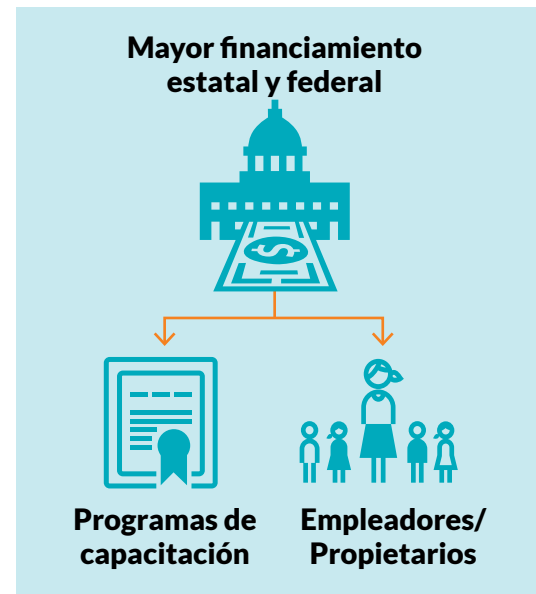 Mayor financiamiento
estatal y federal
$
Programas de
capacitación
Empleadores/
Propietarios